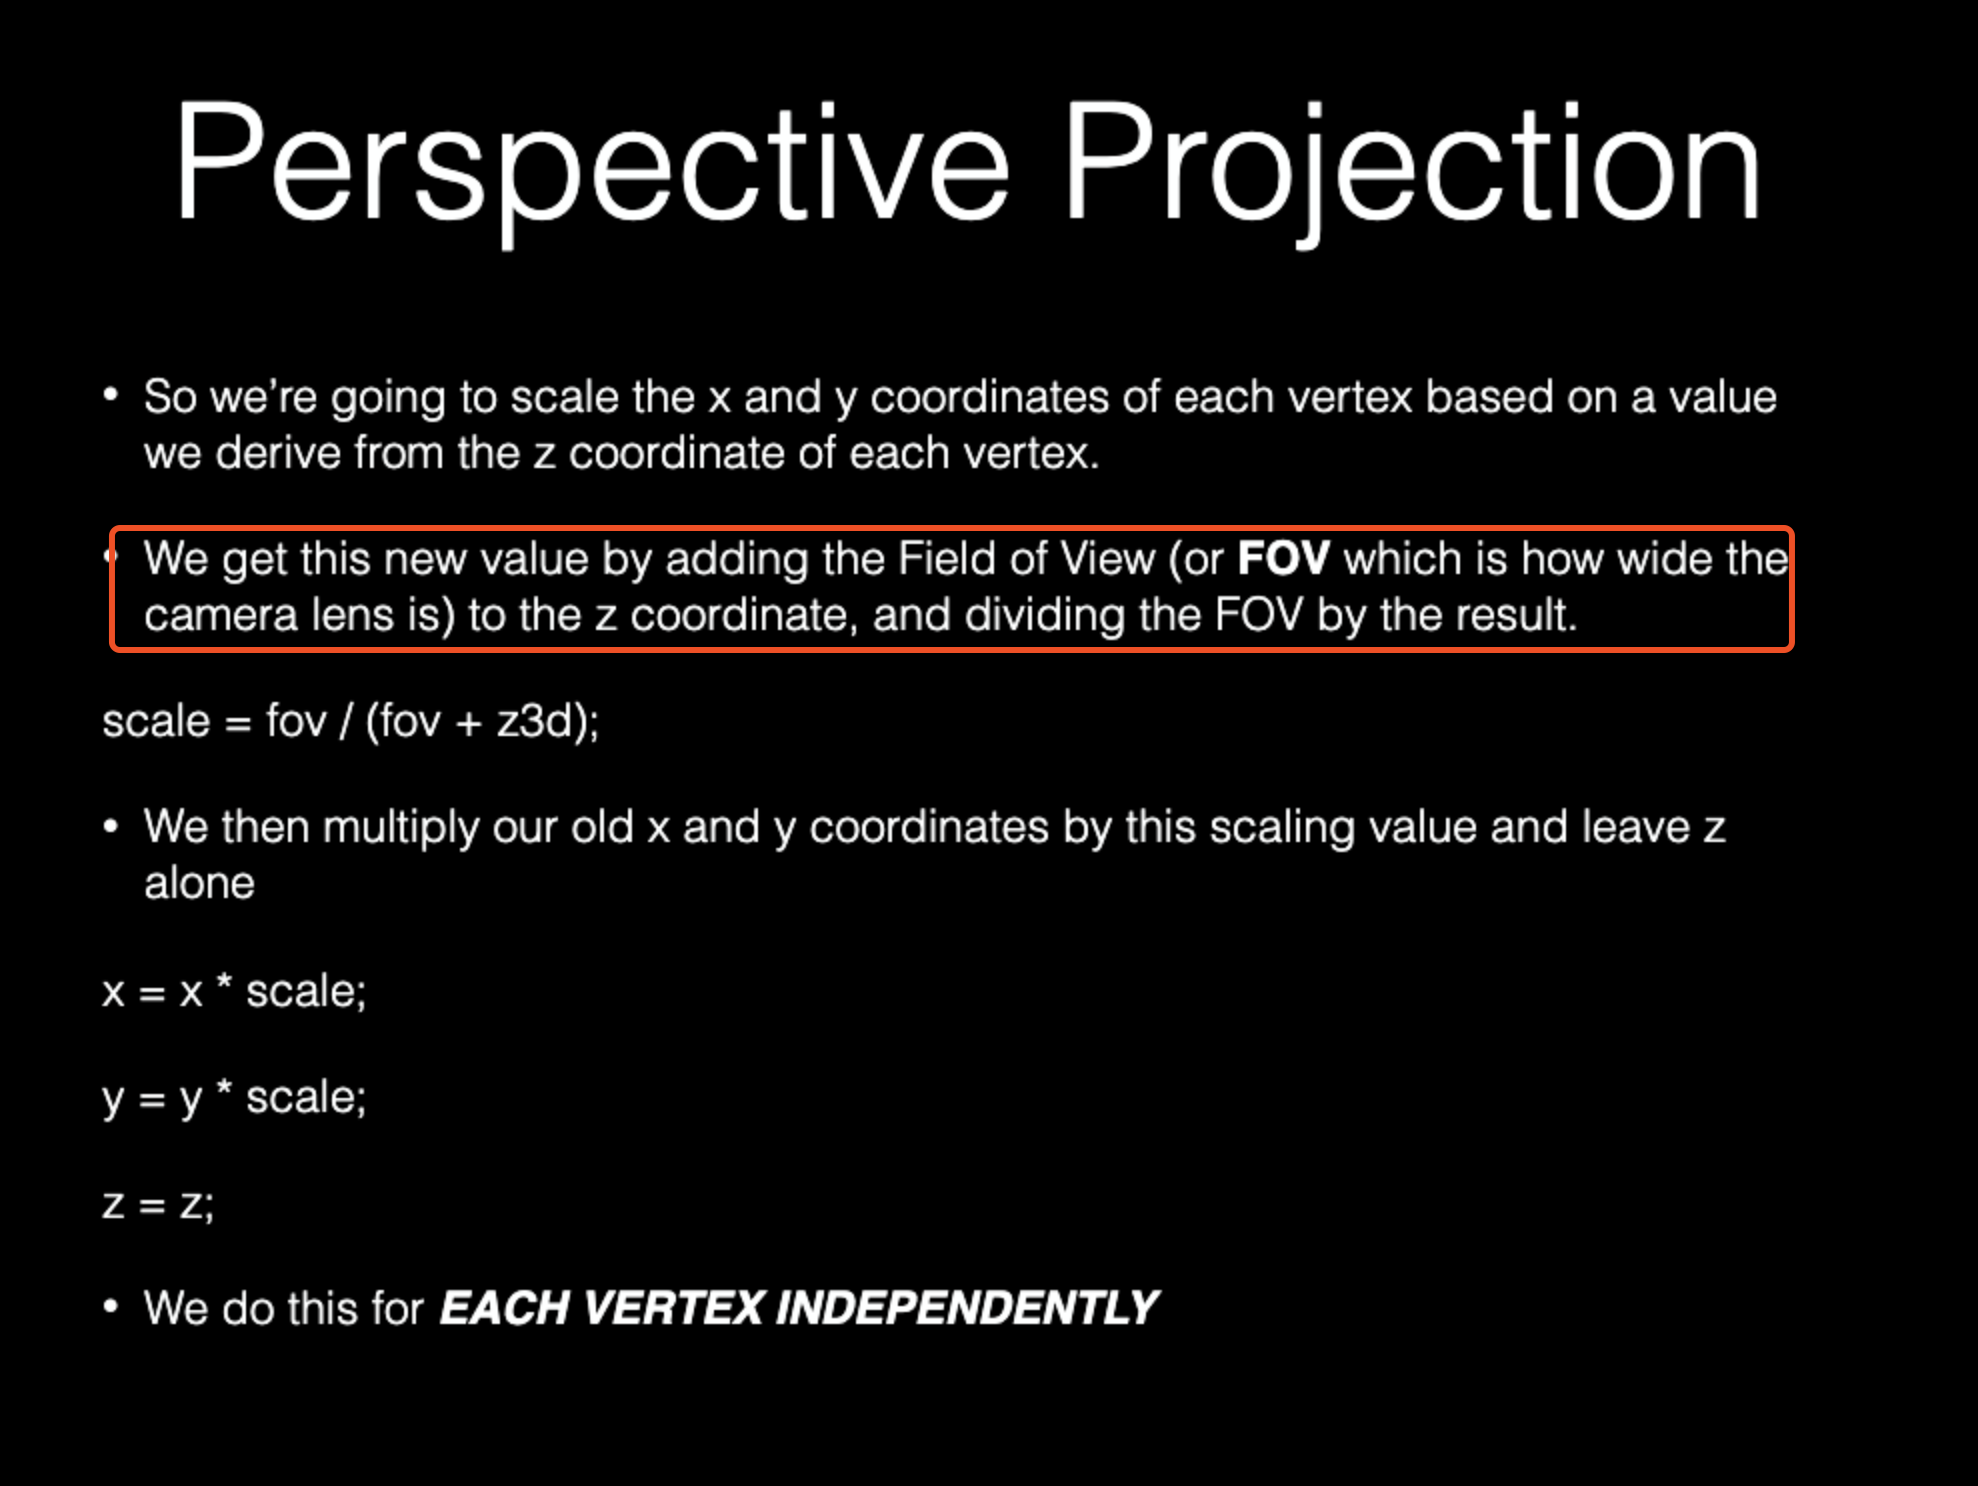 Perspective Projection
• So we’re going to scale the x and y coordinates of each vertex based on a value
we derive from the z coordinate of each vertex.
• We get this new value by adding the Field of View (or FOV which is how wide the
camera lens is) to the z coordinate, and dividing the FOV by the result.
scale = fov / (fov + z3d);
• We then multiply our old x and y coordinates by this scaling value and leave z
alone
x = x * scale;
y = y * scale;
z = z;
• We do this for EACH VERTEX INDEPENDENTLY